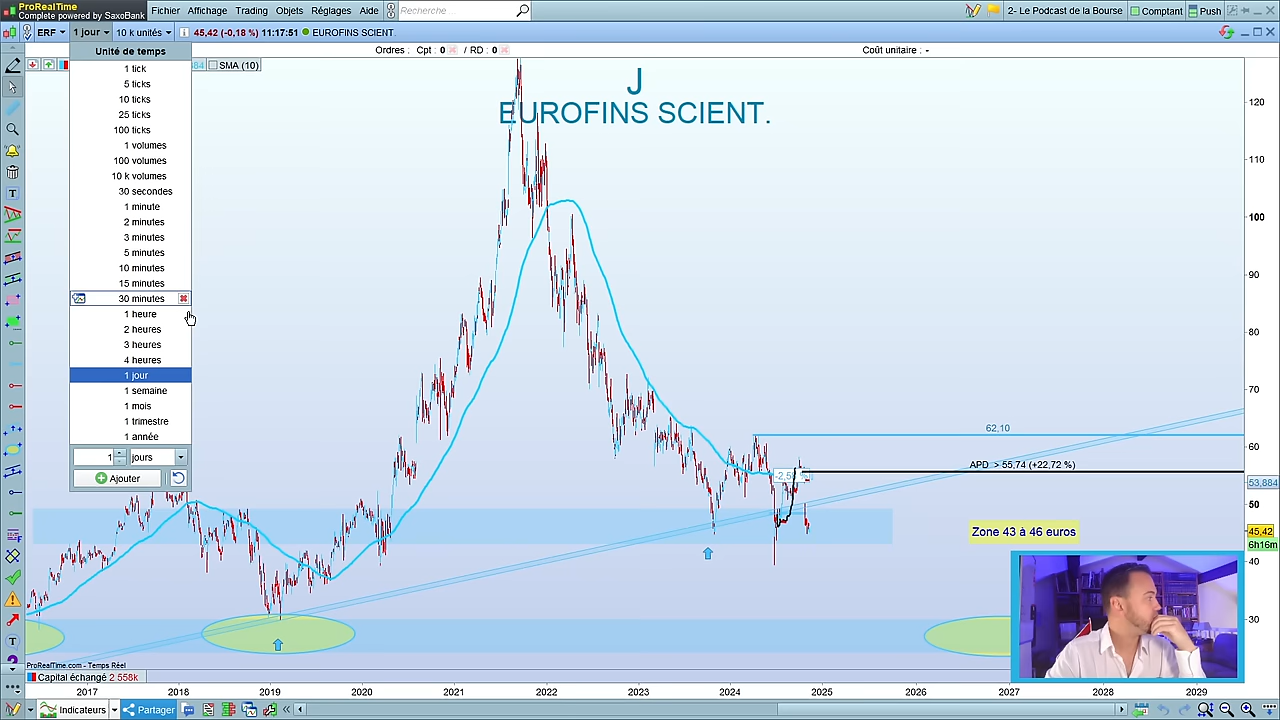 ProRealTime
Complete powered by SaxoBank
Fichier Affichage Trading Objets Réglages Aide
Recherche...
2- Le Podcast de la Bourse Comptant Push
ERF 1 jour 10 k unités 45,42 (-0,18 %) 11:17:51 EUROFINS SCIENT.
Unité de temps
Ordres : Cpt : 0 / RD : 0 Coût unitaire : -
SMA (10)
1 tick
5 ticks
10 ticks
25 ticks
100 ticks
1 volumes
100 volumes
10 k volumes
30 secondes
1 minute
2 minutes
3 minutes
5 minutes
10 minutes
15 minutes
30 minutes
1 heure
2 heures
3 heures
4 heures
1 jour
1 semaine
1 mois
1 trimestre
1 année
1 jours
Ajouter
J
EUROFINS SCIENT.
120
110
100
90
80
70
60
50
40
30
62,10
APD > 55,74 (+22,72 %)
53,884
45,42
6h16m
Zone 43 à 46 euros
ProRealTime.com - Temps Réel
Capital échangé 2 558k
2017 2018 2019 2020 2021 2022 2023 2024 2025 2026 2027 2028 2029
Indicateurs Partager